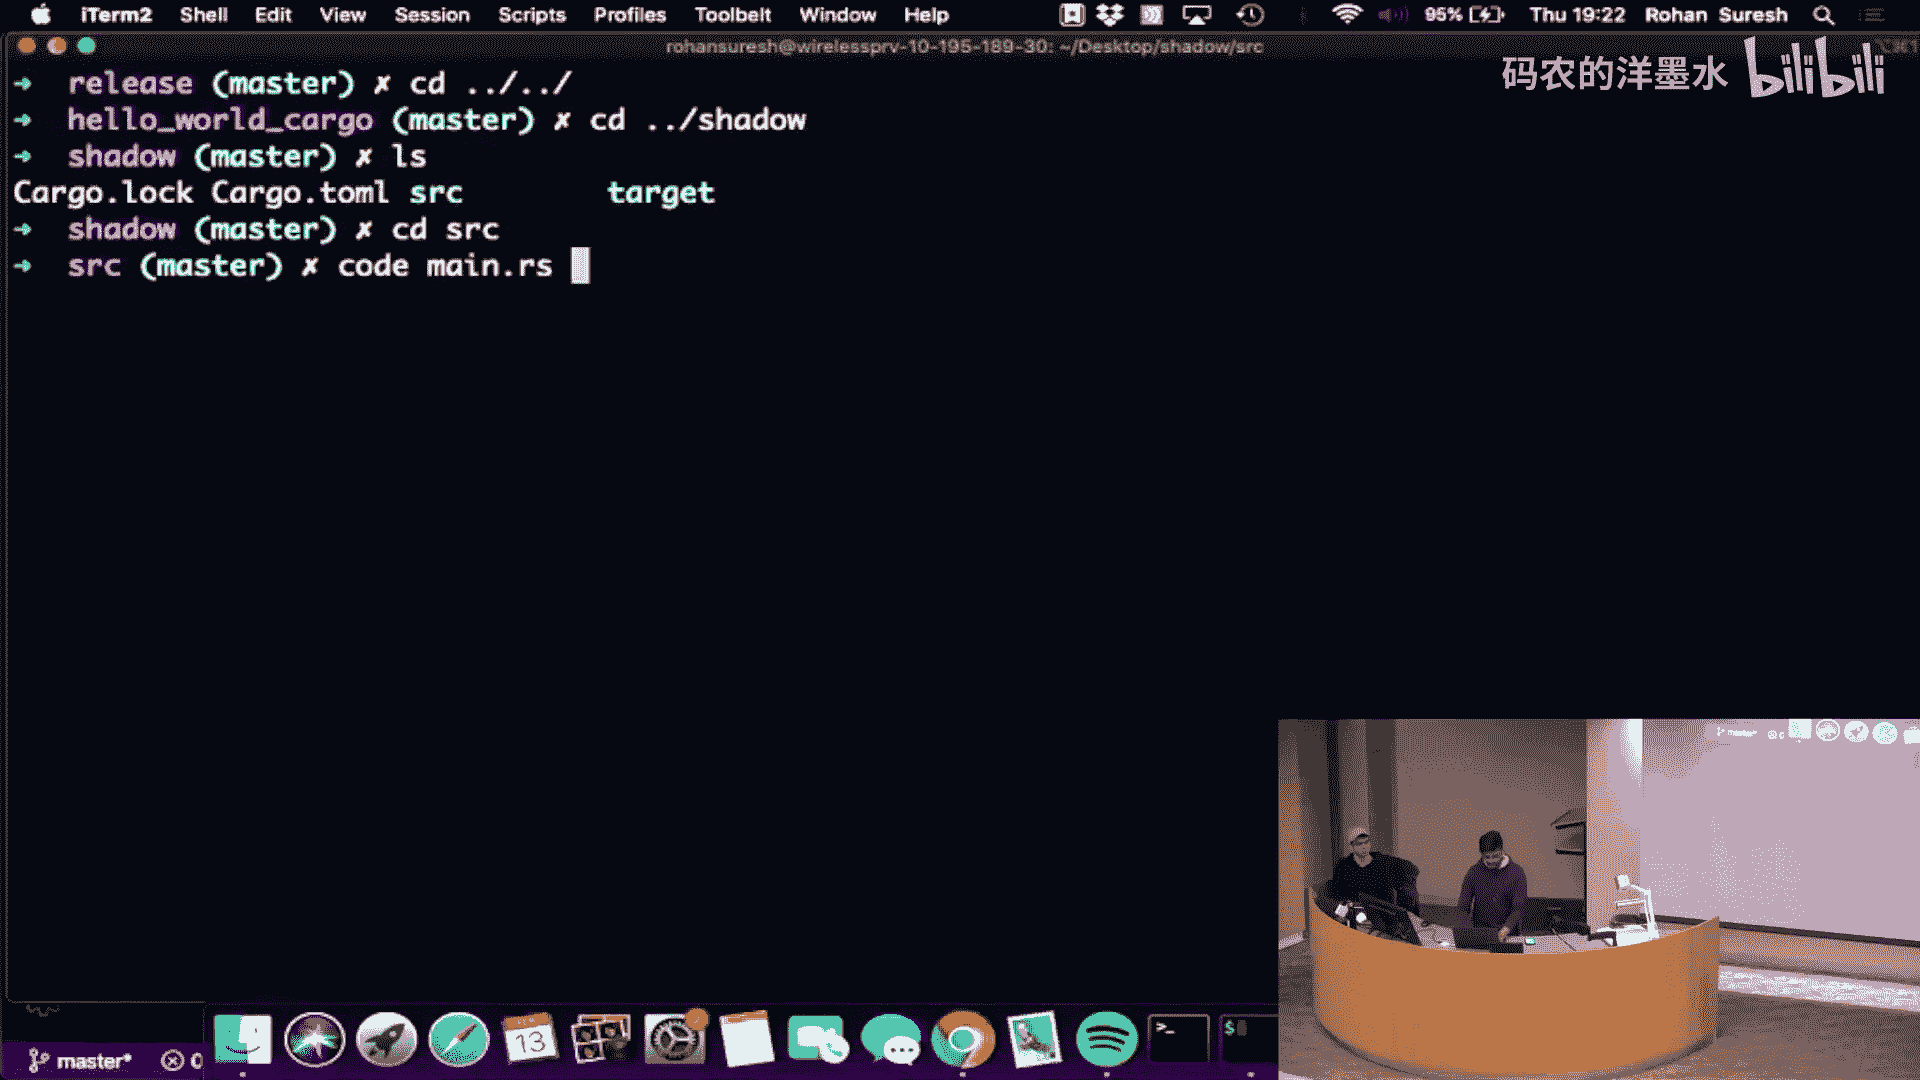 iTerm2 Shell Edit View Session Scripts Profiles Toolbelt Window Help 95% Thu 19:22 Rohan Suresh
rohansuresh@wirelessprv-10-195-189-30: ~/Desktop/shadow/src
码农的洋墨水 bilibili
➜ release (master) ✗ cd ../../
➜ hello_world_cargo (master) ✗ cd ../shadow
➜ shadow (master) ✗ ls
Cargo.lock Cargo.toml src target
➜ shadow (master) ✗ cd src
➜ src (master) ✗ code main.rs
13
>_
$
master* 0
master*